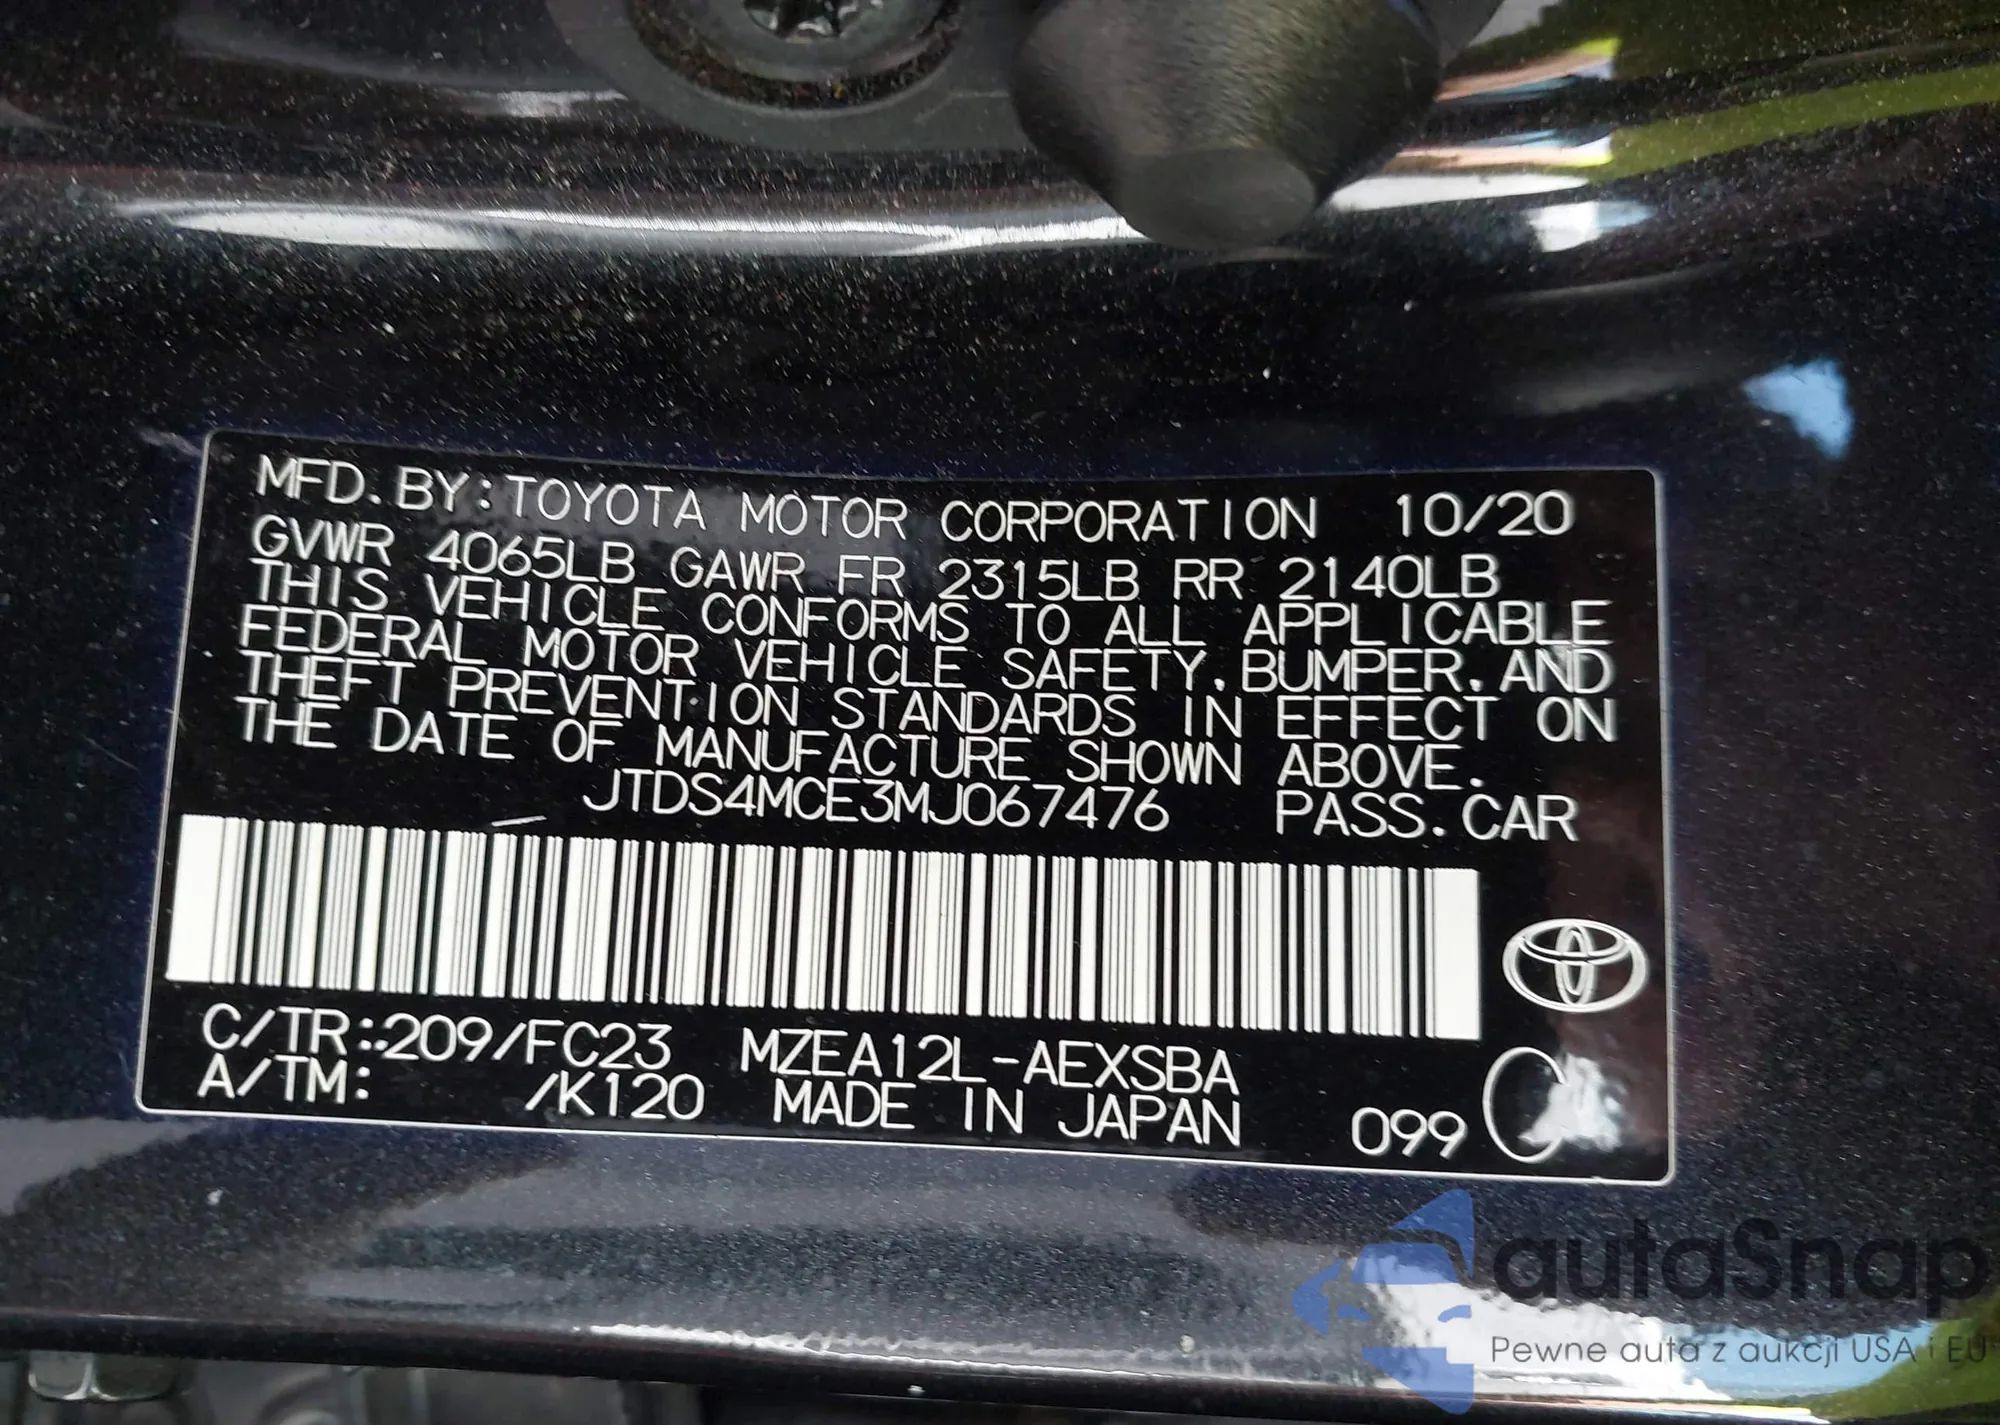 MFD.BY:TOYOTA MOTOR CORPORATION 10/20
GVWR 4065LB GAWR FR 2315LB RR 2140LB
THIS VEHICLE CONFORMS TO ALL APPLICABLE
FEDERAL MOTOR VEHICLE SAFETY,BUMPER,AND
THEFT PREVENTION STANDARDS IN EFFECT ON
THE DATE OF MANUFACTURE SHOWN ABOVE.
JTDS4MCE3MJ067476 PASS.CAR
C/TR:209/FC23 MZEA12L-AEXSBA
A/TM: /K120 MADE IN JAPAN 099
autaSnap
Pewne auta z aukcji USA i EU